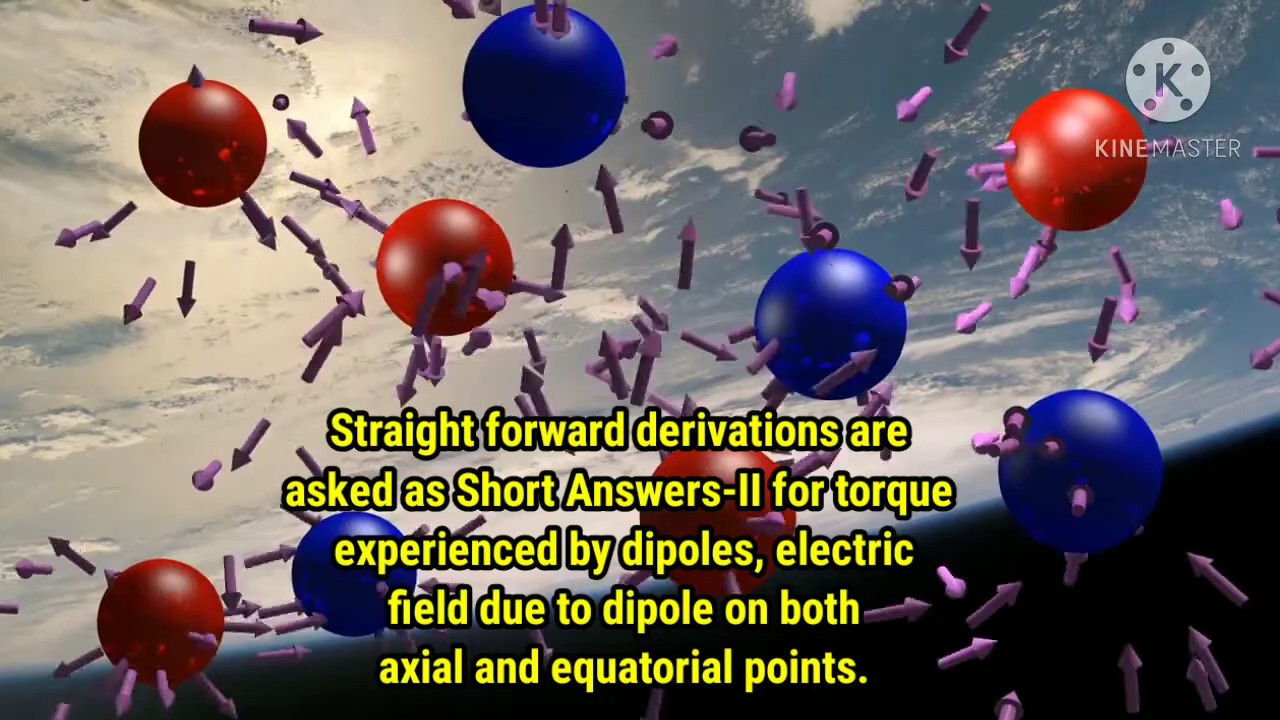 K
KINEMASTER
Straight forward derivations are
asked as Short Answers-II for torque
experienced by dipoles, electric
field due to dipole on both
axial and equatorial points.